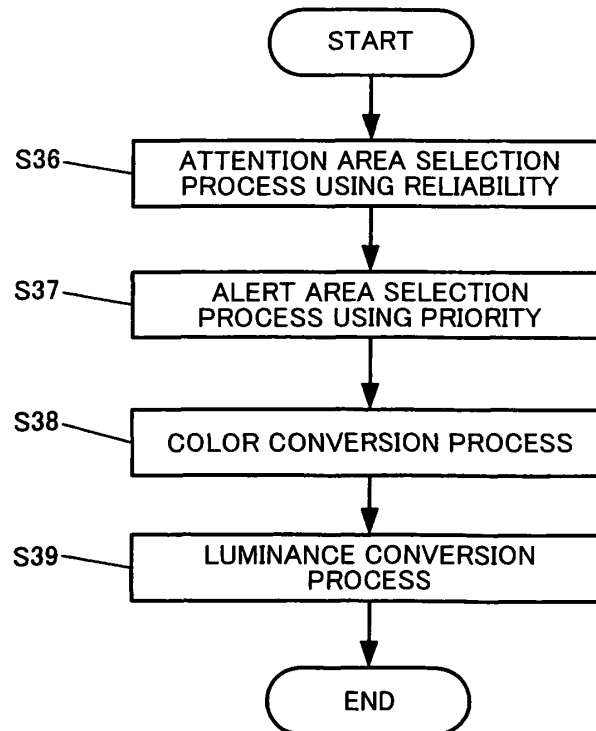 START
S36
ATTENTION AREA SELECTION
PROCESS USING RELIABILITY
S37
ALERT AREA SELECTION
PROCESS USING PRIORITY
S38
COLOR CONVERSION PROCESS
S39
LUMINANCE CONVERSION
PROCESS
END